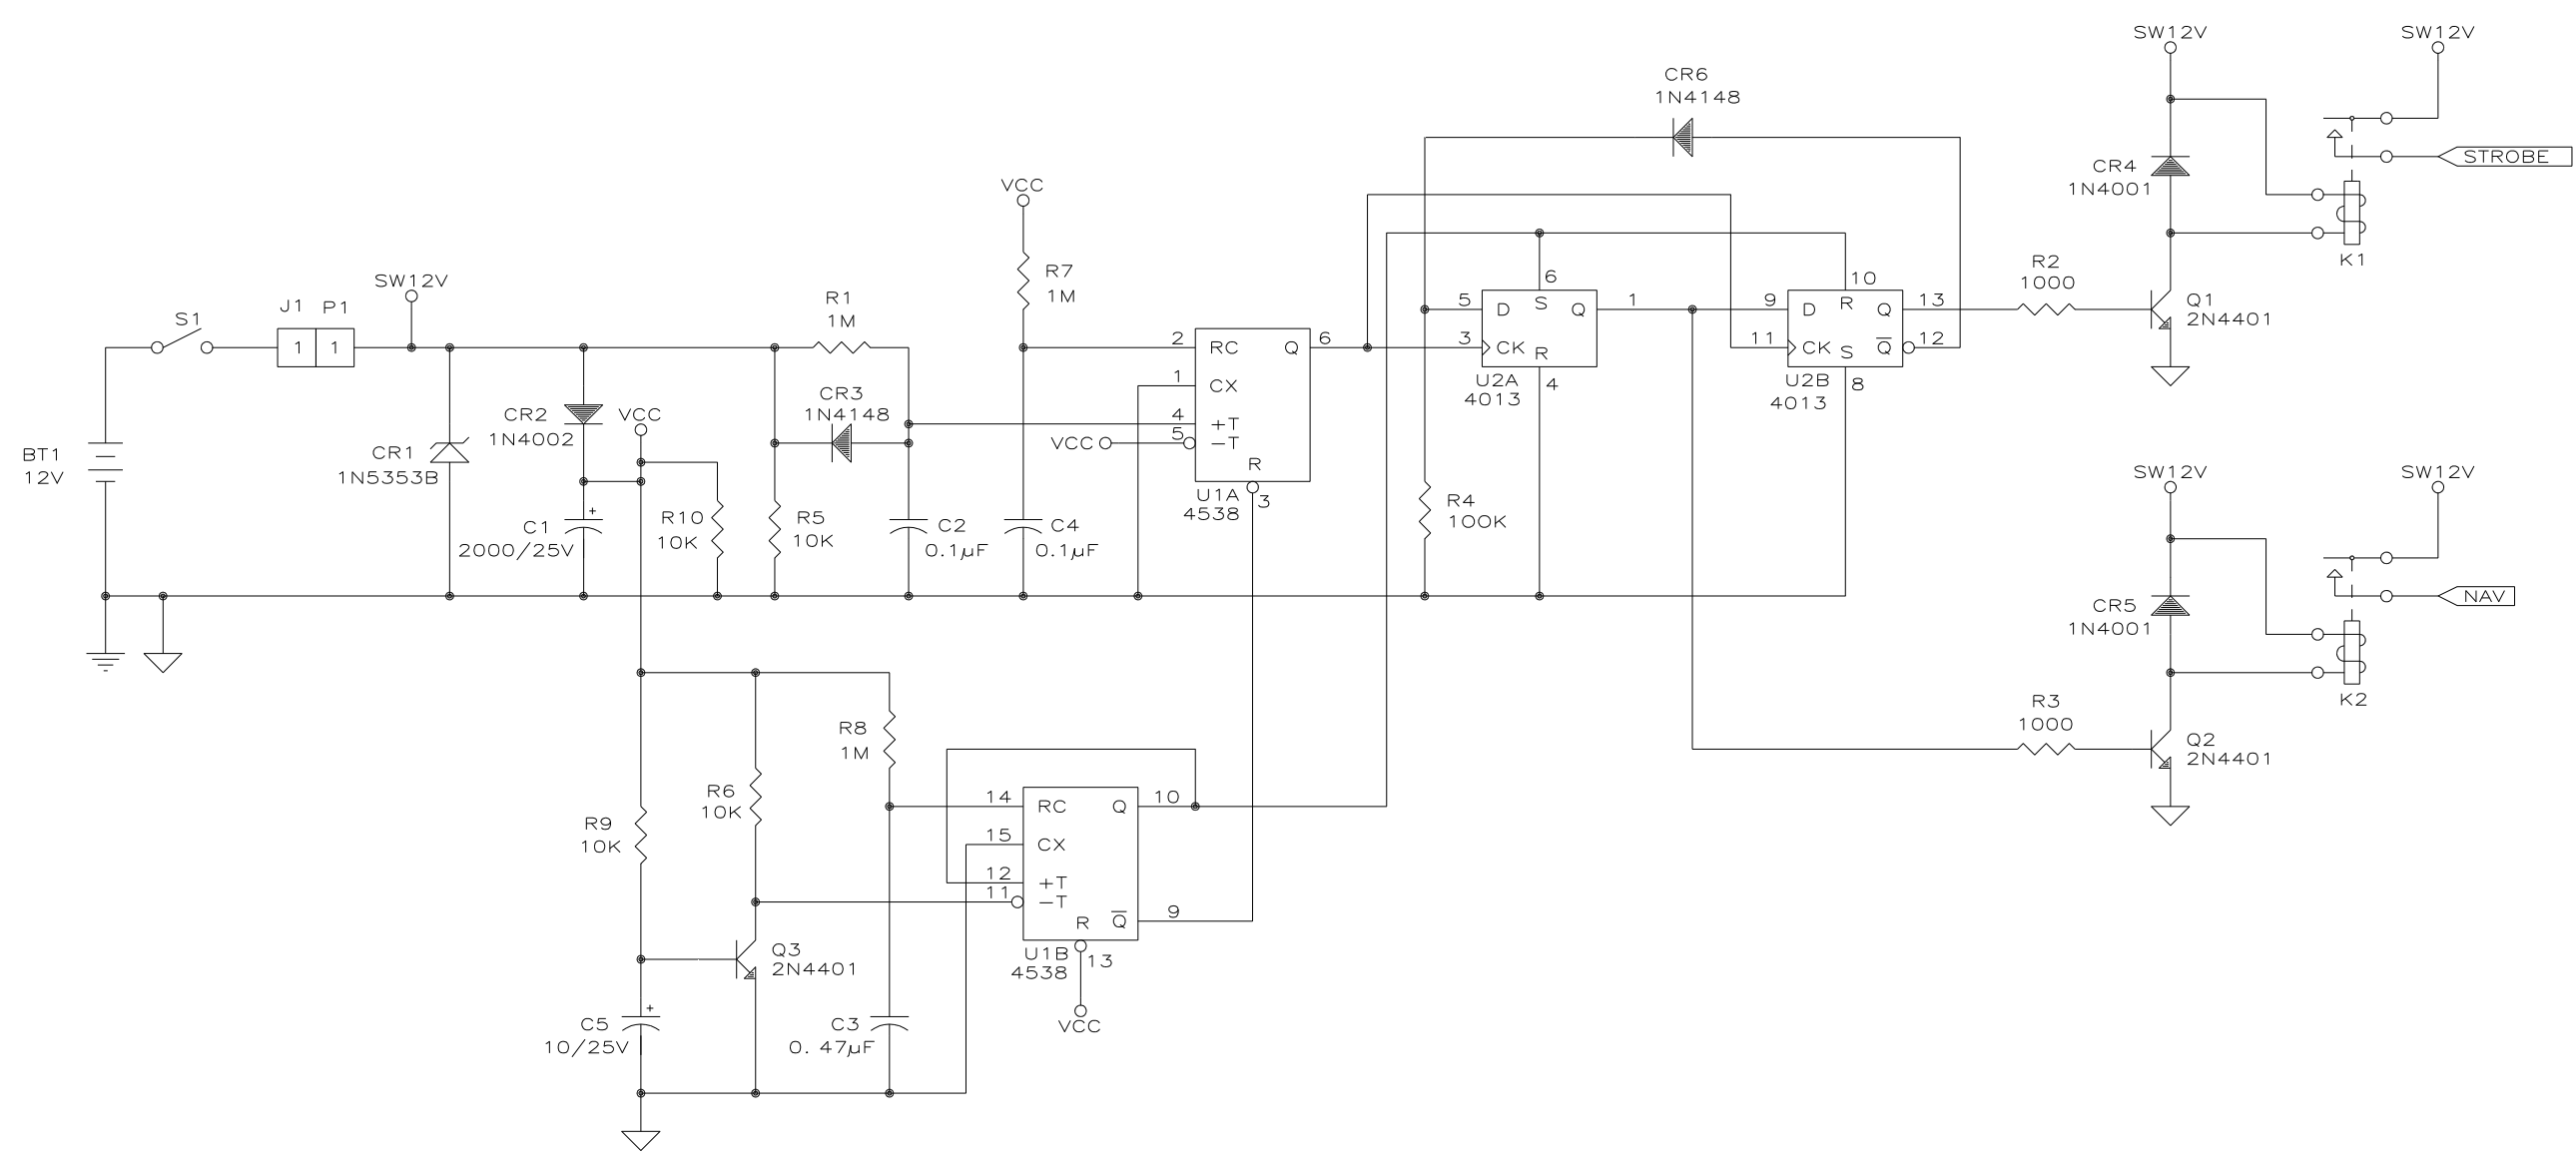 SW12V
SW12V
CR6
1N4148
STROBE
CR4
1N4001
VCC
K1
R2
1000
R7
1M
SW12V
6
10
J1
P1
R1
1M
S1
5
D
S
Q
1
9
D
R
Q
13
Q1
2N4401
1
1
2
RC
Q
6
3
CK
R
11
CK
S
Q
12
1
CX
U2A
4013
4
U2B
4013
8
CR3
1N4148
CR2
1N4002
VCC
4
+T
VCC
5
-T
BT1
12V
CR1
1N5353B
R
U1A
4538
3
SW12V
SW12V
R4
100K
C1
+
2000/25V
R10
10K
R5
10K
C2
0.1µF
C4
0.1µF
CR5
1N4001
NAV
K2
R3
1000
R8
1M
Q2
2N4401
R6
10K
14
RC
Q
10
R9
10K
15
CX
12
+T
11
-T
R
Q
9
Q3
2N4401
U1B
4538
13
C5
+
10/25V
C3
0. 47µF
VCC